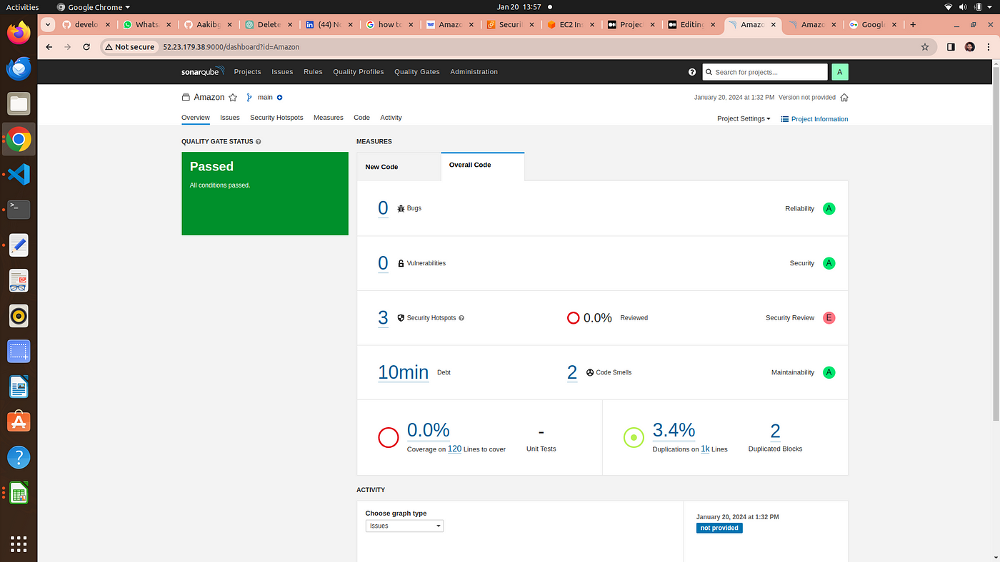 Activities Google Chrome Jan 20 13:57
develo Whats Aakibg Delete (44) No how to Amazo Securi EC2 Ins Project Editing Amazo Amazo Google
Not secure 52.23.179.38:9000/dashboard?id=Amazon
sonarqube Projects Issues Rules Quality Profiles Quality Gates Administration Search for projects... A
Amazon main January 20, 2024 at 1:32 PM Version not provided
Overview Issues Security Hotspots Measures Code Activity Project Settings Project Information
QUALITY GATE STATUS MEASURES
Passed
All conditions passed.
New Code Overall Code
0 Bugs Reliability A
0 Vulnerabilities Security A
3 Security Hotspots 0.0% Reviewed Security Review E
10min Debt 2 Code Smells Maintainability A
0.0% - 3.4% 2
Coverage on 120 Lines to cover Unit Tests Duplications on 1k Lines Duplicated Blocks
ACTIVITY
Choose graph type
Issues
January 20, 2024 at 1:32 PM
not provided